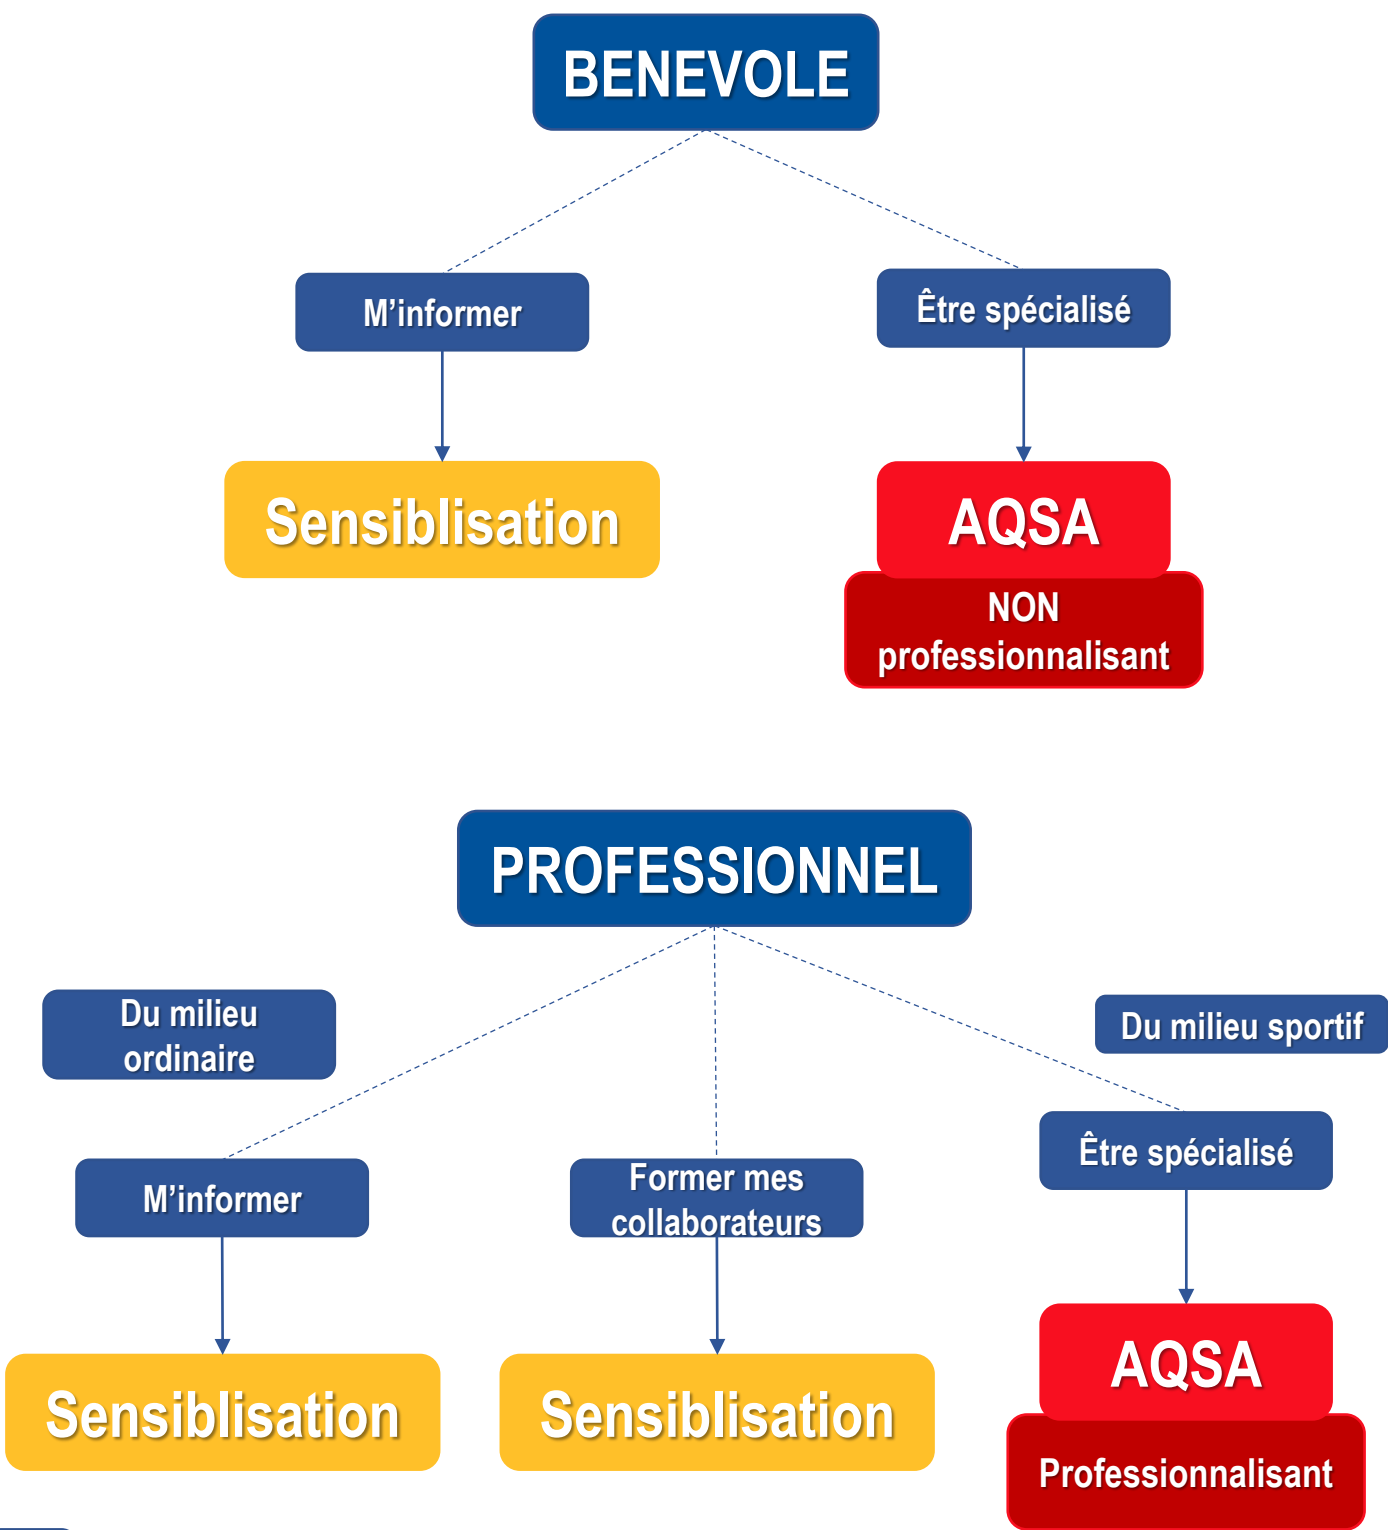 BENEVOLE
M’informer
Être spécialisé
Sensiblisation
AQSA
NON
professionnalisant
PROFESSIONNEL
Du milieu
ordinaire
Du milieu sportif
M’informer
Former mes
collaborateurs
Être spécialisé
Sensiblisation
Sensiblisation
AQSA
Professionnalisant